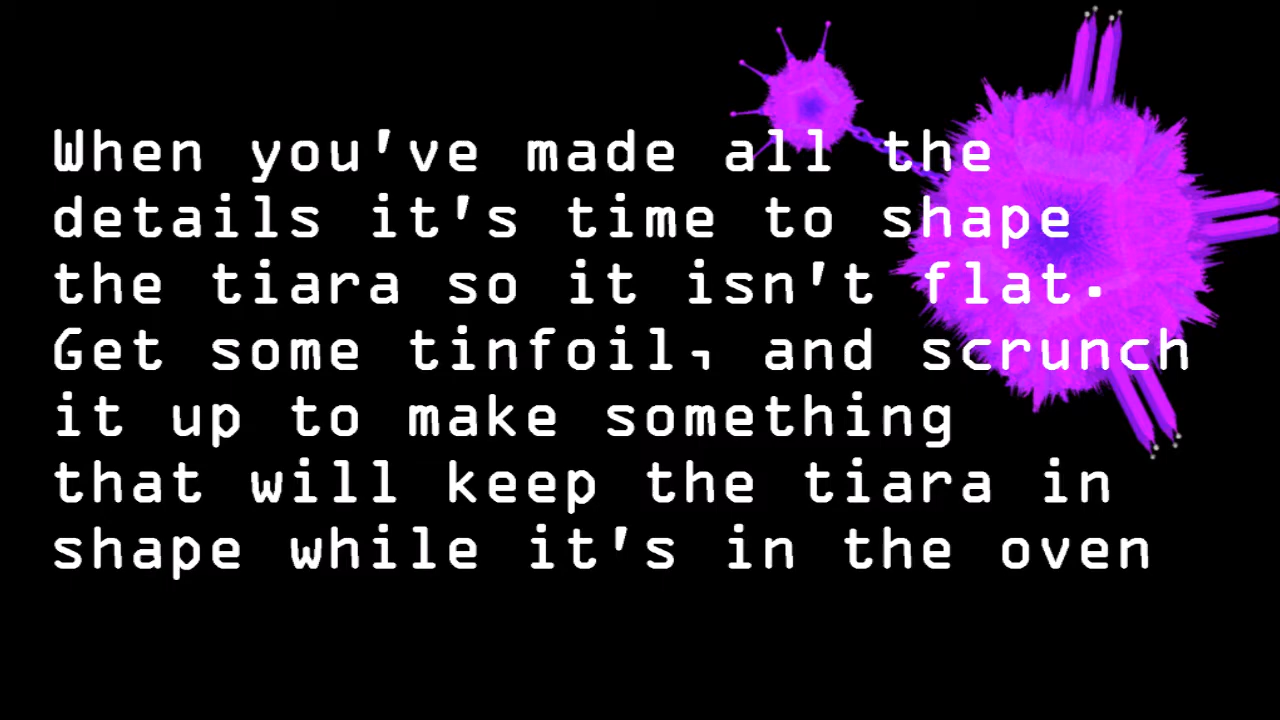 When you've made all the
details it's time to shape
the tiara so it isn't flat.
Get some tinfoil, and scrunch
it up to make something
that will keep the tiara in
shape while it's in the oven